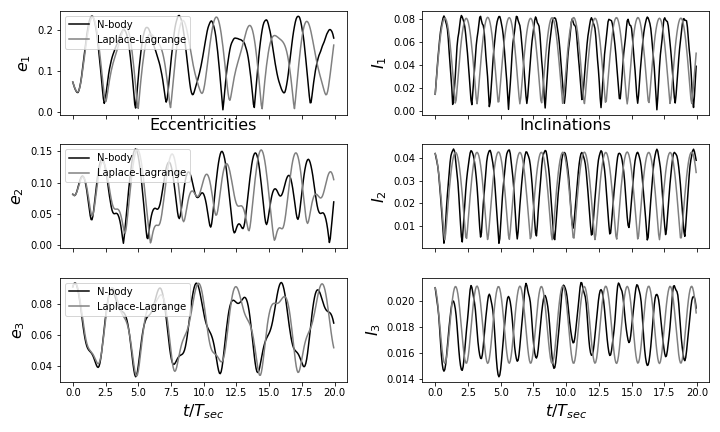 0.2
0.1
0.0
e1
N-body
Laplace-Lagrange
0.08
0.06
0.04
0.02
0.00
I1
Eccentricities
Inclinations
0.15
0.10
0.05
0.00
e2
N-body
Laplace-Lagrange
0.04
0.03
0.02
0.01
I2
0.08
0.06
0.04
e3
N-body
Laplace-Lagrange
0.020
0.018
0.016
0.014
I3
0.0 2.5 5.0 7.5 10.0 12.5 15.0 17.5 20.0
t/Tsec
0.0 2.5 5.0 7.5 10.0 12.5 15.0 17.5 20.0
t/Tsec